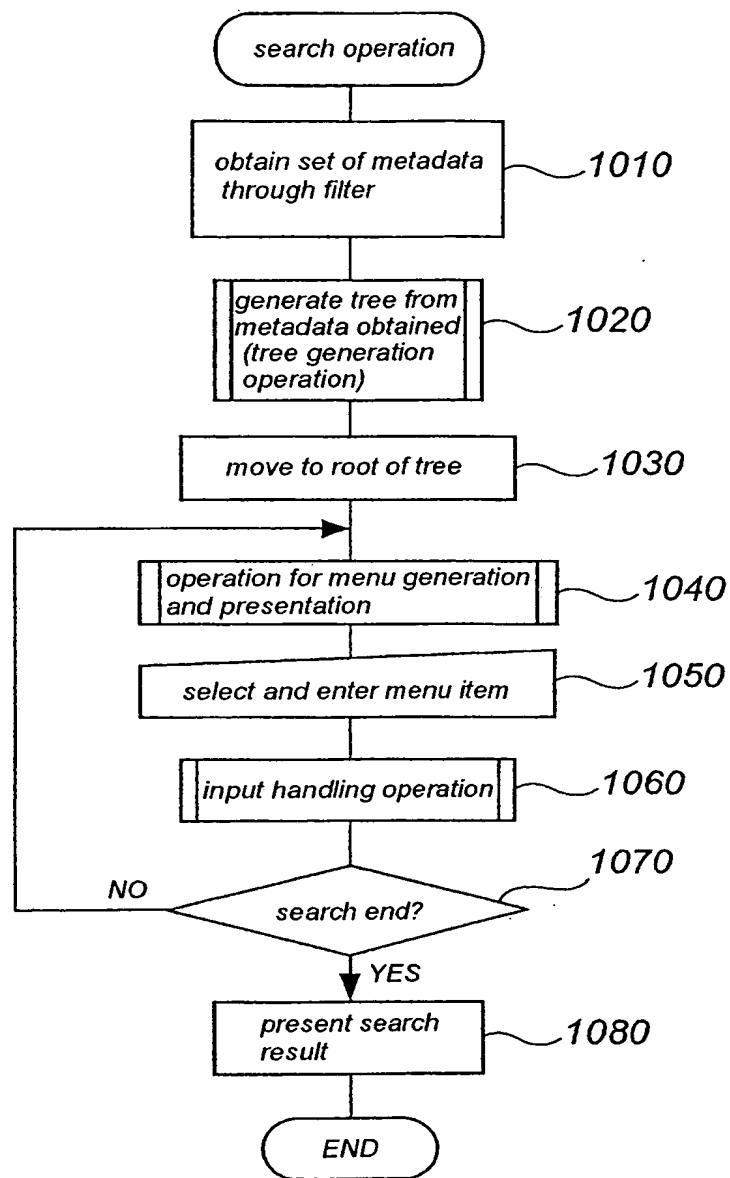 search operation
obtain set of metadata
through filter
1010
generate tree from
metadata obtained
(tree generation
operation)
1020
move to root of tree
1030
operation for menu generation
and presentation
1040
select and enter menu item
1050
input handling operation
1060
1070
NO
search end?
YES
present search
result
1080
END